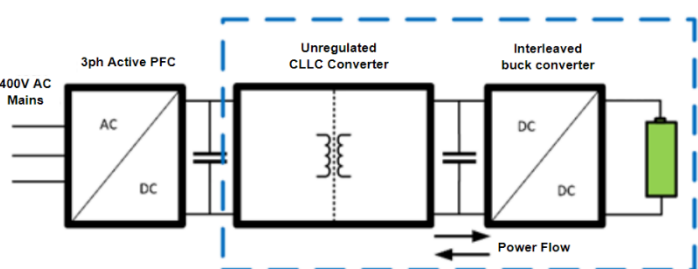 Unregulated
CLLC Converter
Interleaved
buck converter
3ph Active PFC
400V AC
Mains
AC
DC
DC
DC
Power Flow